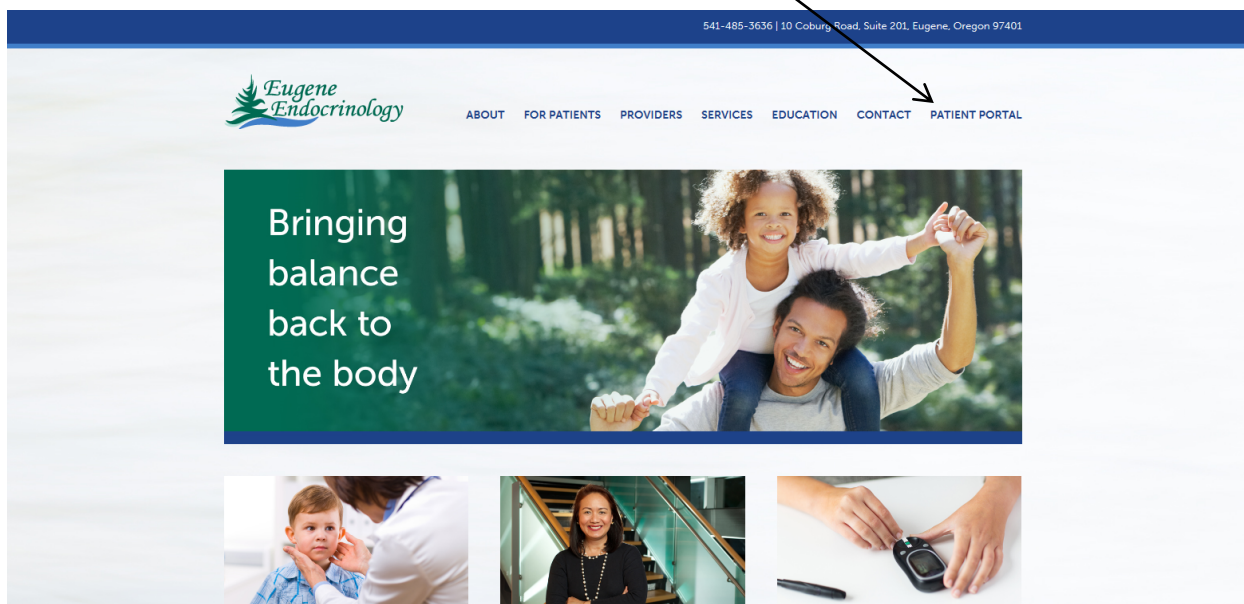 541-485-3636 | 10 Coburg Road, Suite 201, Eugene, Oregon 97401
Eugene
Endocrinology
ABOUT FOR PATIENTS PROVIDERS SERVICES EDUCATION CONTACT PATIENT PORTAL
Bringing
balance
back to
the body